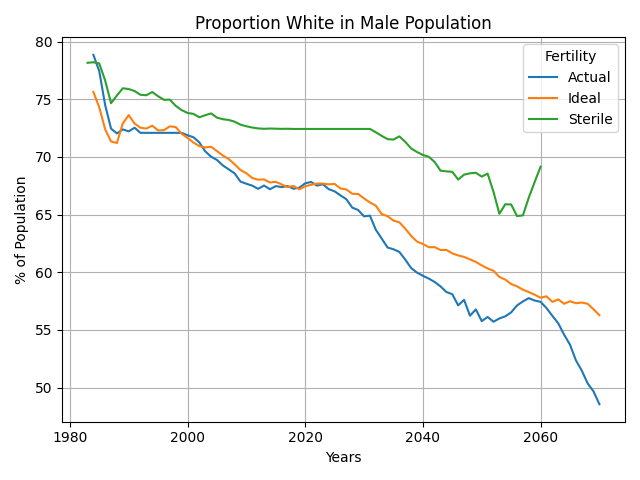 Proportion White in Male Population
% of Population
80
75
70
65
60
55
50
Fertility
Actual
Ideal
Sterile
1980
2000
2020
2040
2060
Years